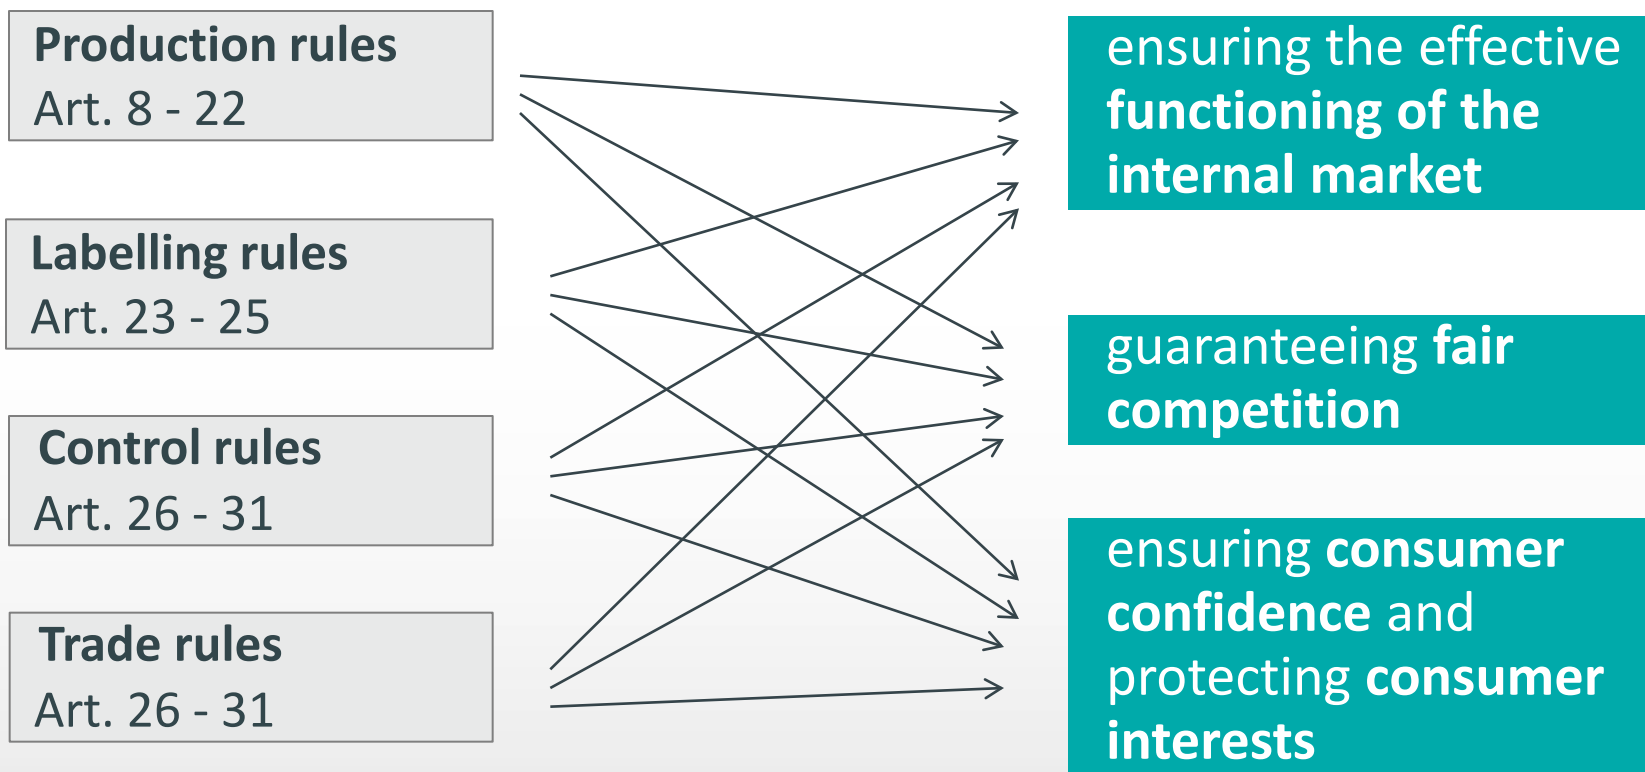 Production rules
Art. 8 - 22
Labelling rules
Art. 23 - 25
Control rules
Art. 26 - 31
Trade rules
Art. 26 - 31
ensuring the effective
functioning of the
internal market
guaranteeing fair
competition
ensuring consumer
confidence and
protecting consumer
interests